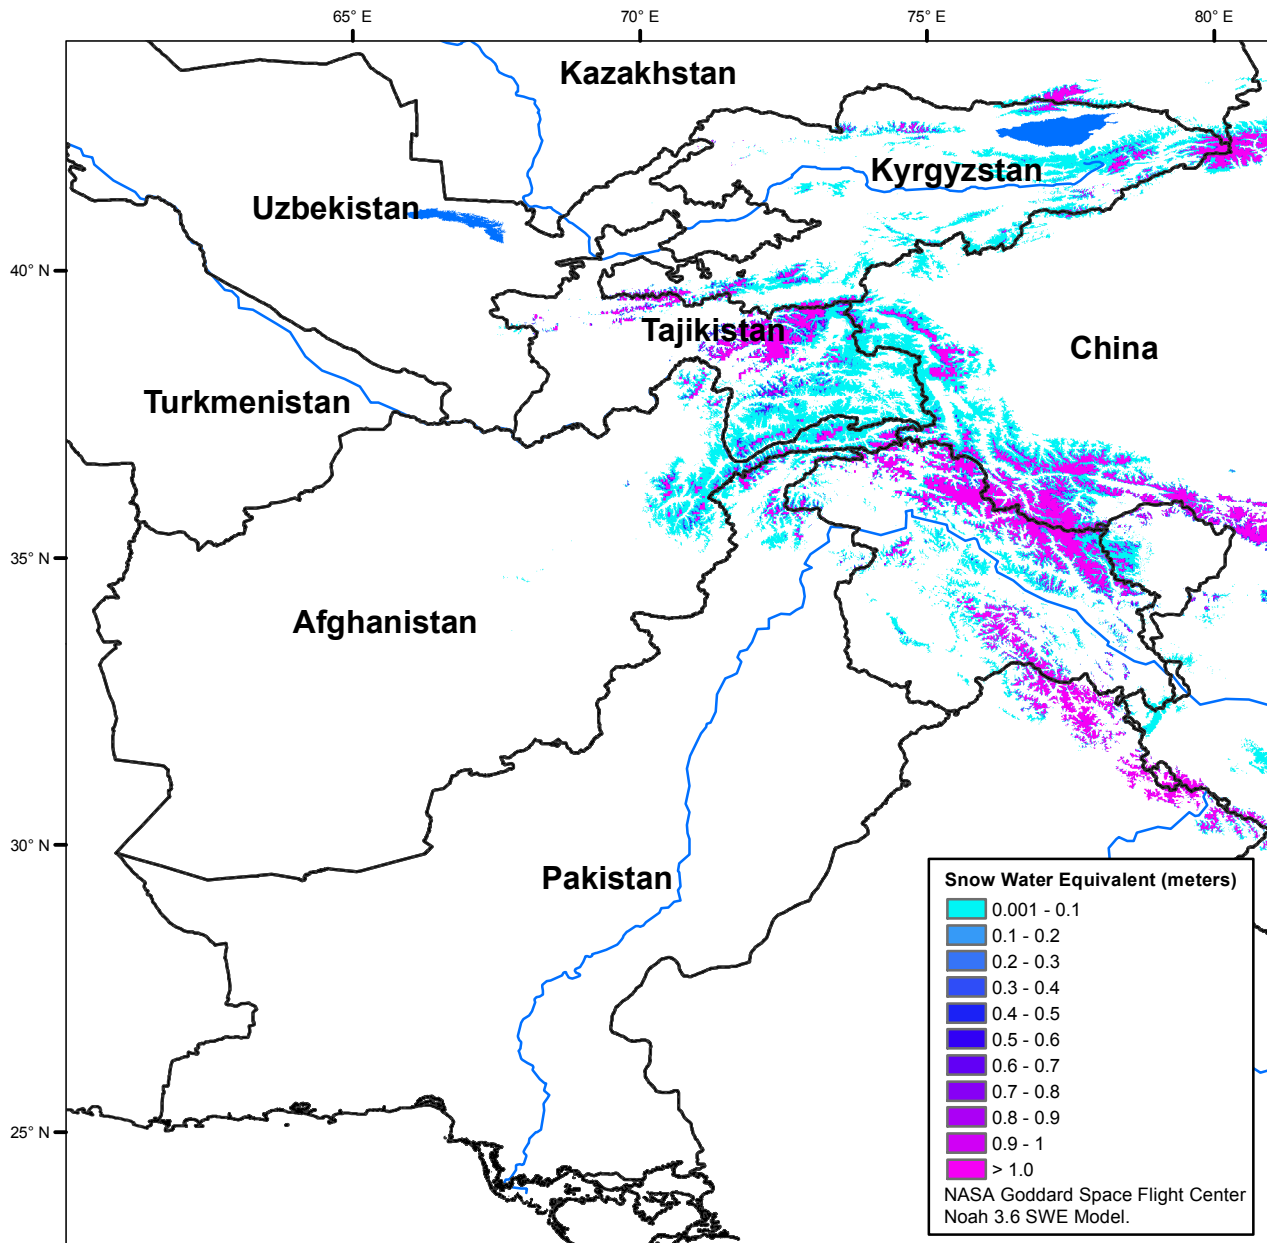 65° E
70° E
75° E
80° E
Kazakhstan
Kyrgyzstan
Uzbekistan
40° N
Tajikistan
China
Turkmenistan
35° N
Afghanistan
30° N
Pakistan
25° N
Snow Water Equivalent (meters)
0.001 - 0.1
0.1 - 0.2
0.2 - 0.3
0.3 - 0.4
0.4 - 0.5
0.5 - 0.6
0.6 - 0.7
0.7 - 0.8
0.8 - 0.9
0.9 - 1
> 1.0
NASA Goddard Space Flight Center
Noah 3.6 SWE Model.